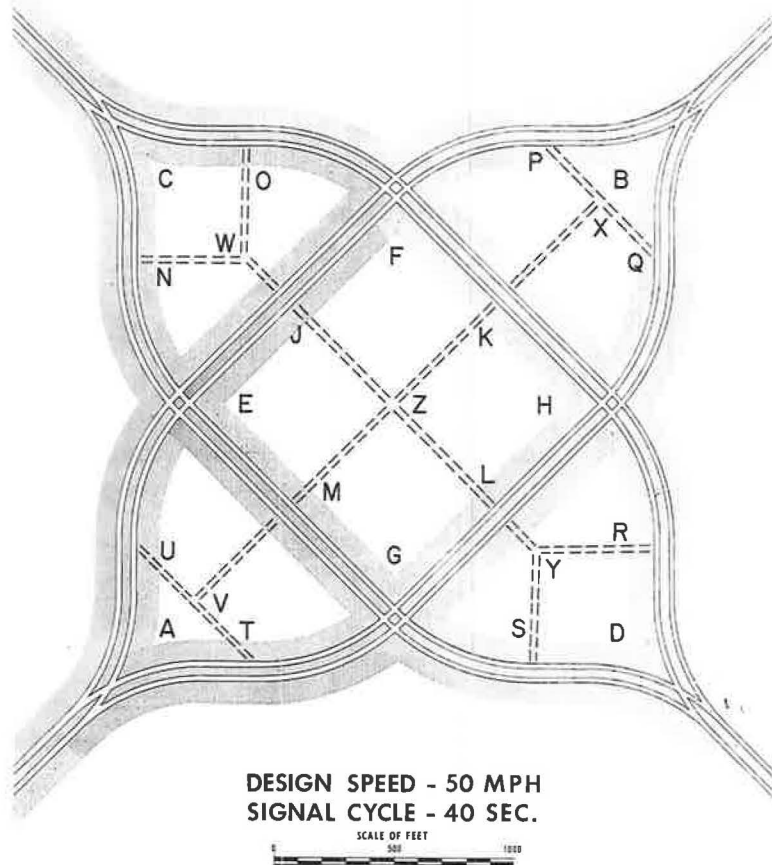 C O P B
W X
N F Q
J K
E Z H
M L
U G R
V Y
A T S D
DESIGN SPEED - 50 MPH
SIGNAL CYCLE - 40 SEC.
SCALE OF FEET
0 500 1000